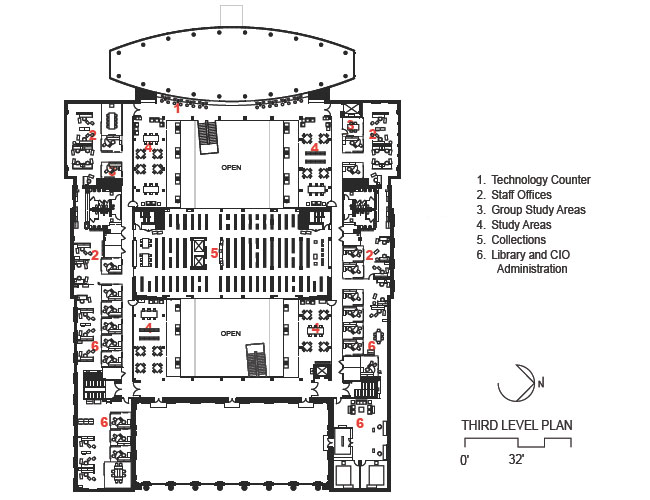 1
2
3
2
4
4
3
OPEN
1. Technology Counter
2. Staff Offices
3. Group Study Areas
4. Study Areas
5. Collections
6. Library and CIO
Administration
2
5
2
4
OPEN
4
6
6
6
6
N
THIRD LEVEL PLAN
0' 32'